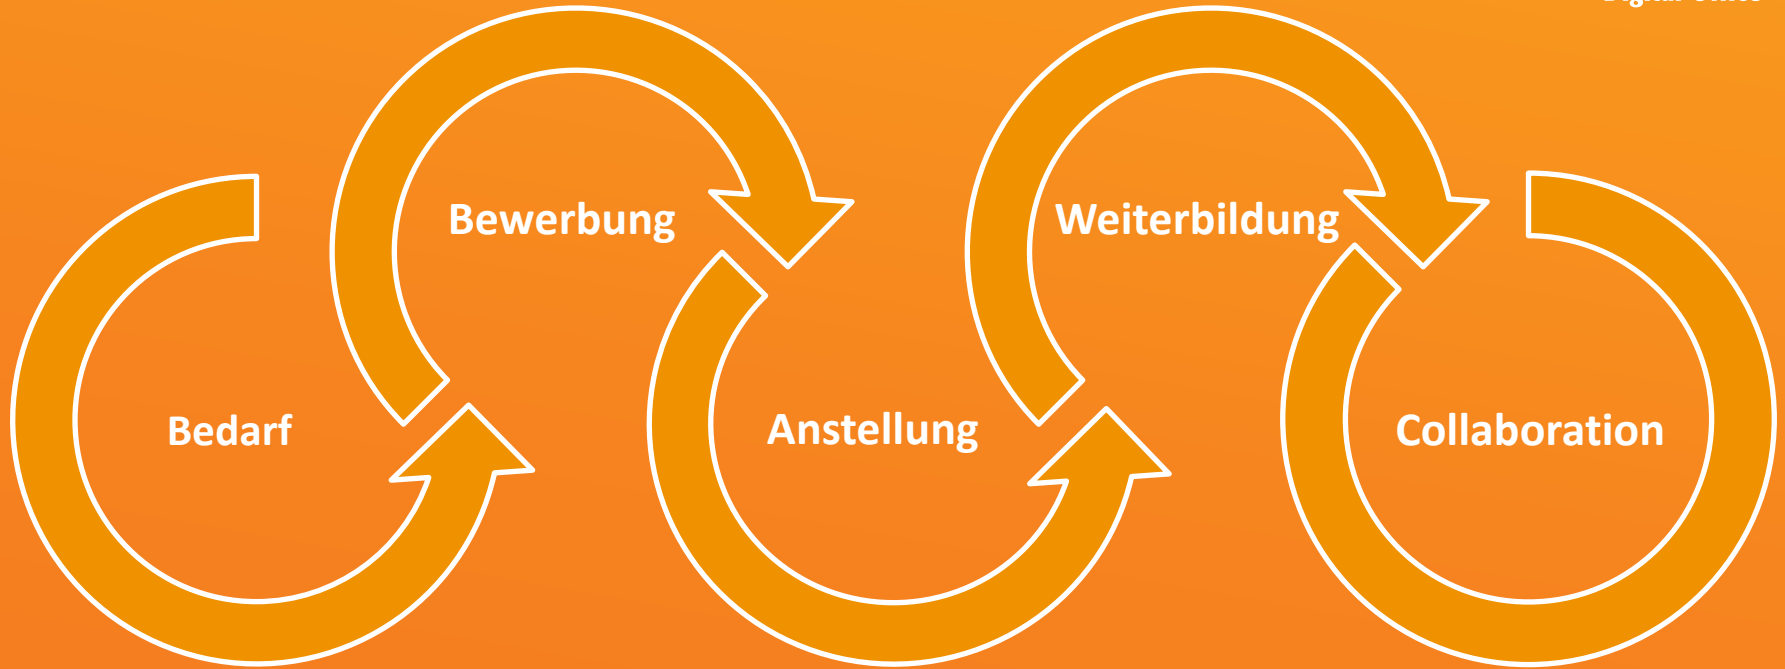 Bedarf
Bewerbung
Anstellung
Weiterbildung
Collaboration